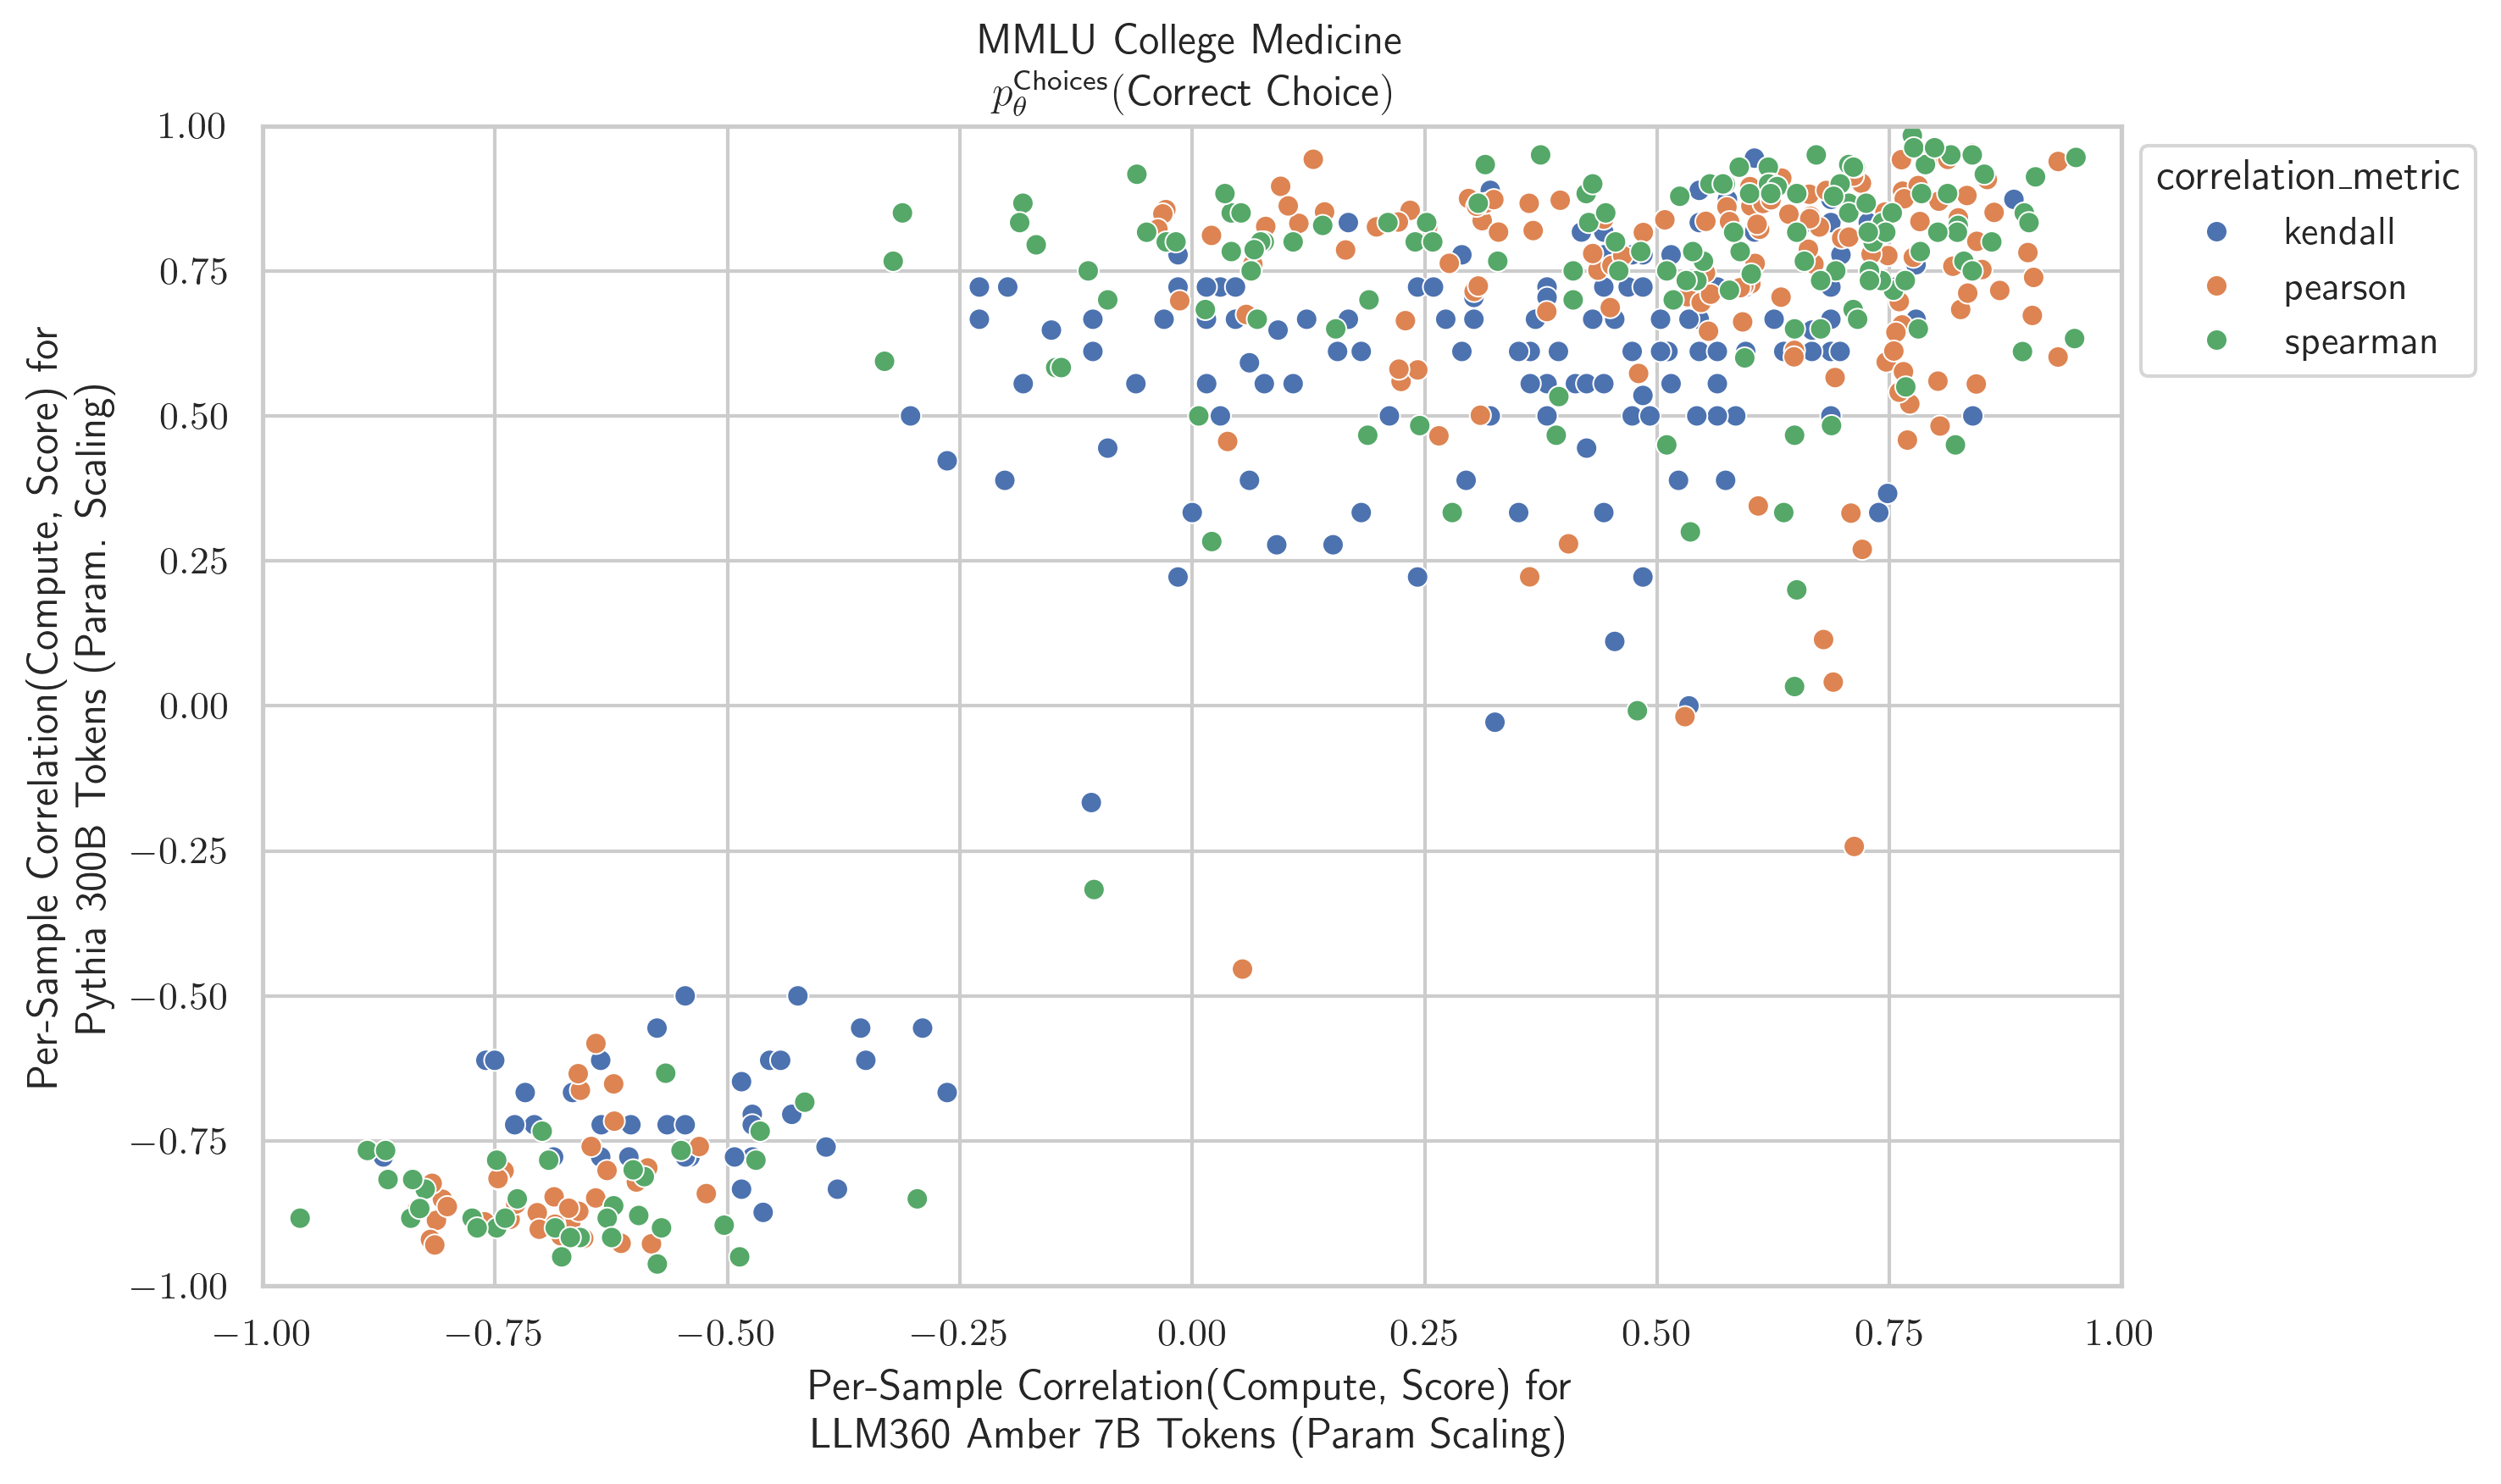 MMLU College Medicine
p_θ^Choices(Correct Choice)
correlation_metric
kendall
pearson
spearman
Per-Sample Correlation(Compute, Score) for
Pythia 300B Tokens (Param. Scaling)
1.00
0.75
0.50
0.25
0.00
−0.25
−0.50
−0.75
−1.00
−1.00 −0.75 −0.50 −0.25 0.00 0.25 0.50 0.75 1.00
Per-Sample Correlation(Compute, Score) for
LLM360 Amber 7B Tokens (Param Scaling)